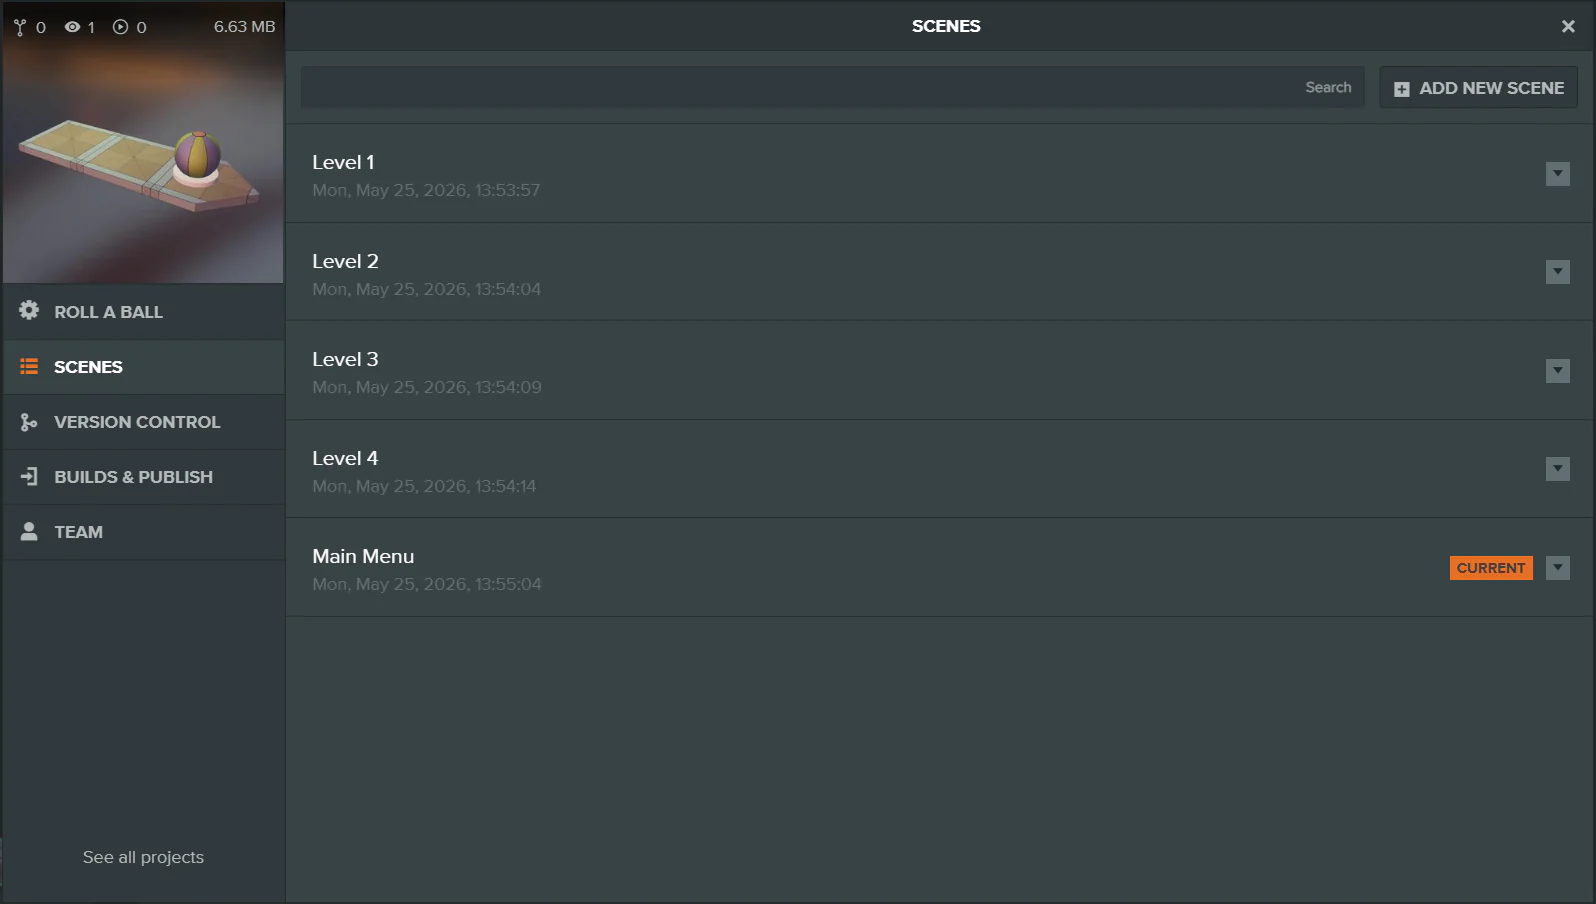 0 1 0 6.63 MB
SCENES
Search
ADD NEW SCENE
Level 1
Mon, May 25, 2026, 13:53:57
Level 2
Mon, May 25, 2026, 13:54:04
Level 3
Mon, May 25, 2026, 13:54:09
Level 4
Mon, May 25, 2026, 13:54:14
Main Menu
Mon, May 25, 2026, 13:55:04
CURRENT
ROLL A BALL
SCENES
VERSION CONTROL
BUILDS & PUBLISH
TEAM
See all projects